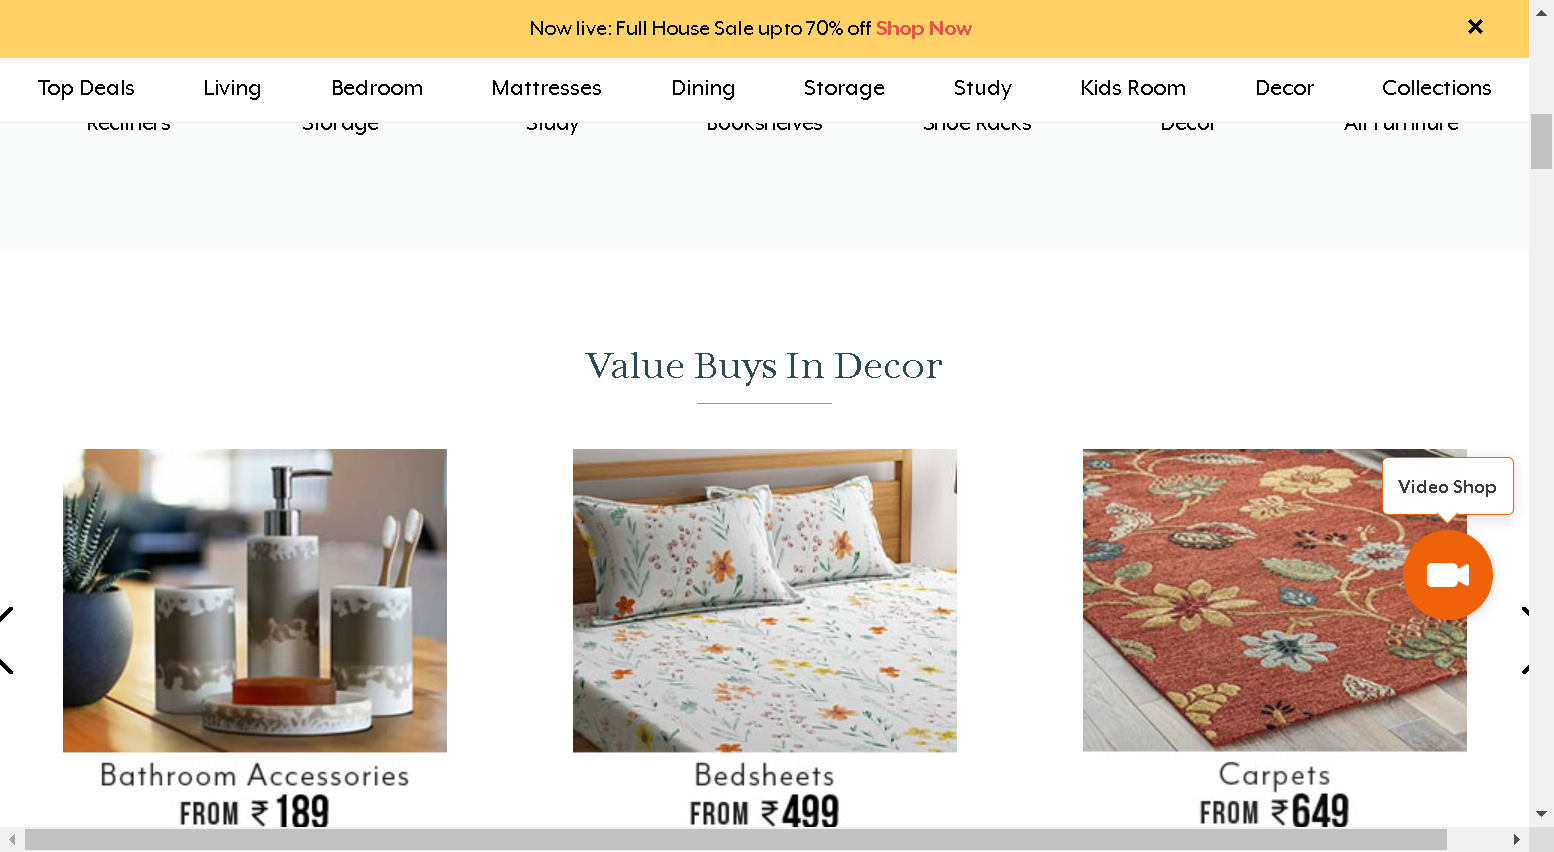 Now live: Full House Sale upto 70% off Shop Now
Top Deals Living Bedroom Mattresses Dining Storage Study Kids Room Decor Collections
Recliners Storage Study Bookshelves Shoe Racks Decor All Furniture
Value Buys In Decor
Video Shop
Bathroom Accessories Bedsheets Carpets
FROM ₹189 FROM ₹499 FROM ₹649